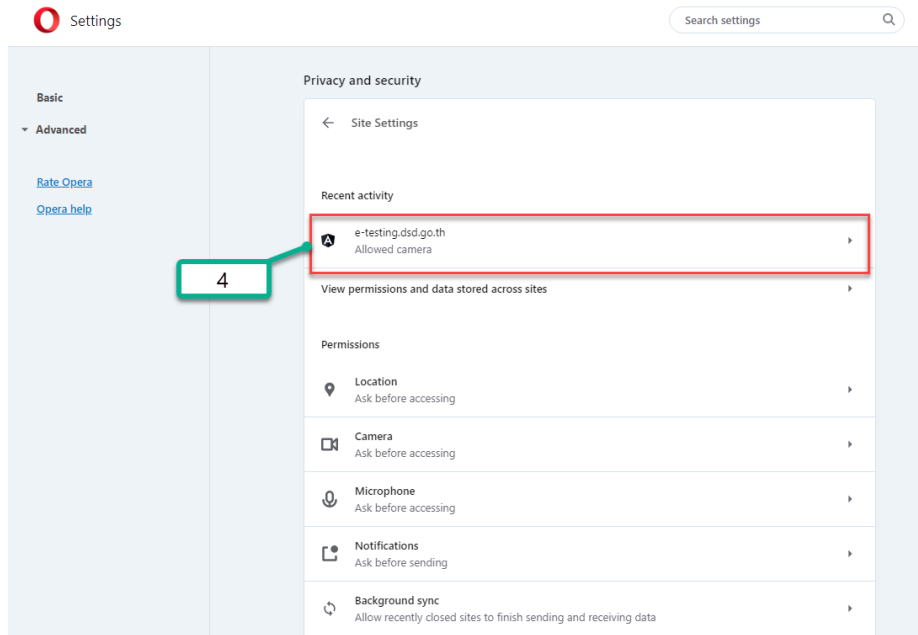 Settings
Search settings
Basic
Advanced
Rate Opera
Opera help
Privacy and security
Site Settings
Recent activity
e-testing.dsd.go.th
Allowed camera
4
View permissions and data stored across sites
Permissions
Location
Ask before accessing
Camera
Ask before accessing
Microphone
Ask before accessing
Notifications
Ask before sending
Background sync
Allow recently closed sites to finish sending and receiving data